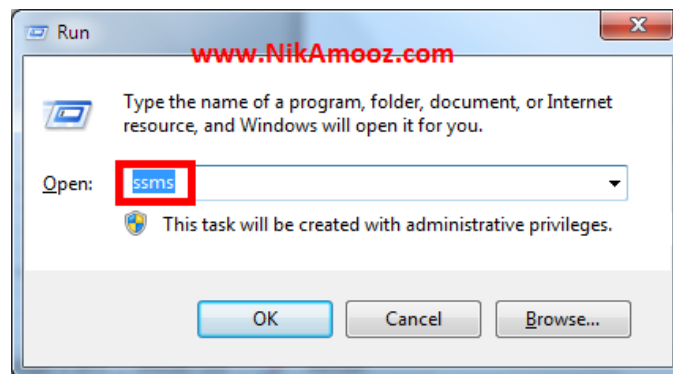 Run
www.NikAmooz.com
Type the name of a program, folder, document, or Internet
resource, and Windows will open it for you.
Open: ssms
This task will be created with administrative privileges.
OK Cancel Browse...